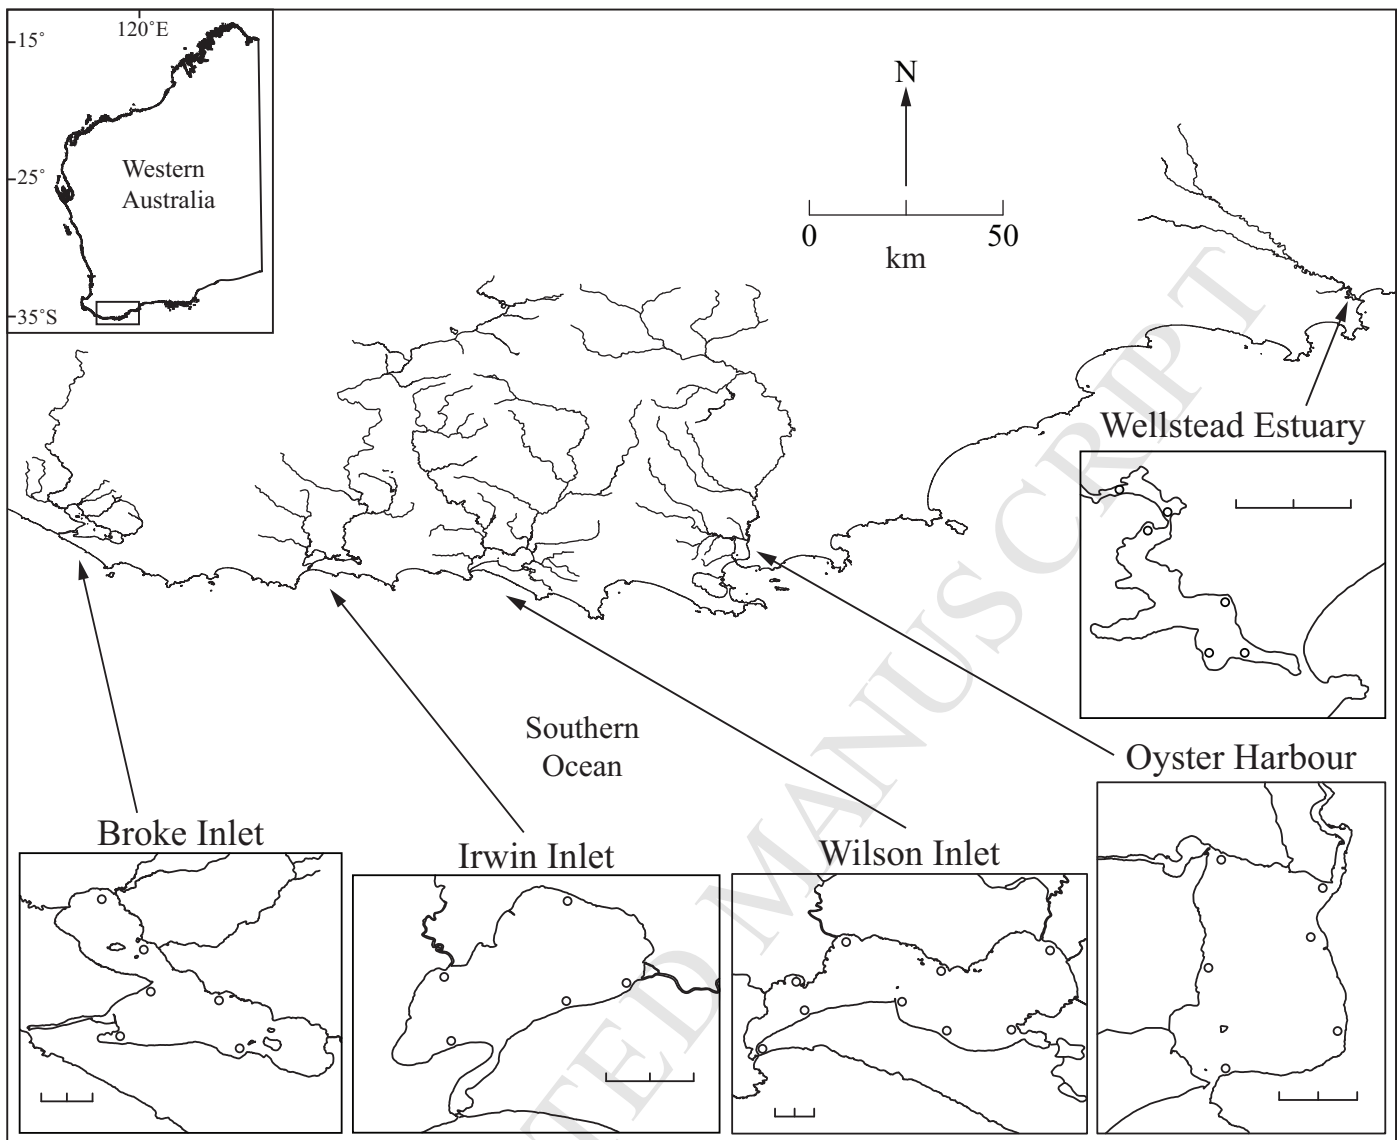 120˚E
15˚
25˚
35˚S
Western
Australia
N
0
50
km
Wellstead Estuary
Oyster Harbour
Southern
Ocean
Broke Inlet
Irwin Inlet
Wilson Inlet
TED MANUSCRIPT